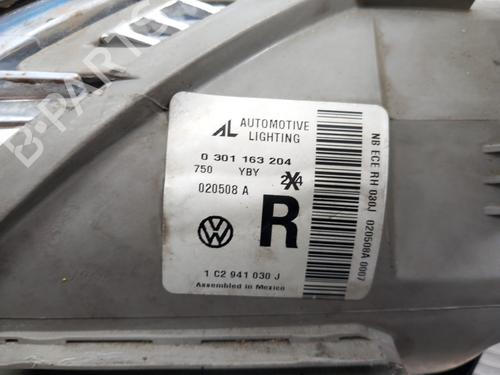 B-PARTS
AL AUTOMOTIVE
LIGHTING
0 301 163 204
750 YBY
020508 A
R
1 C2 941 030 J
Assembled in Mexico
NB ECE RH 030J 020508A 0007